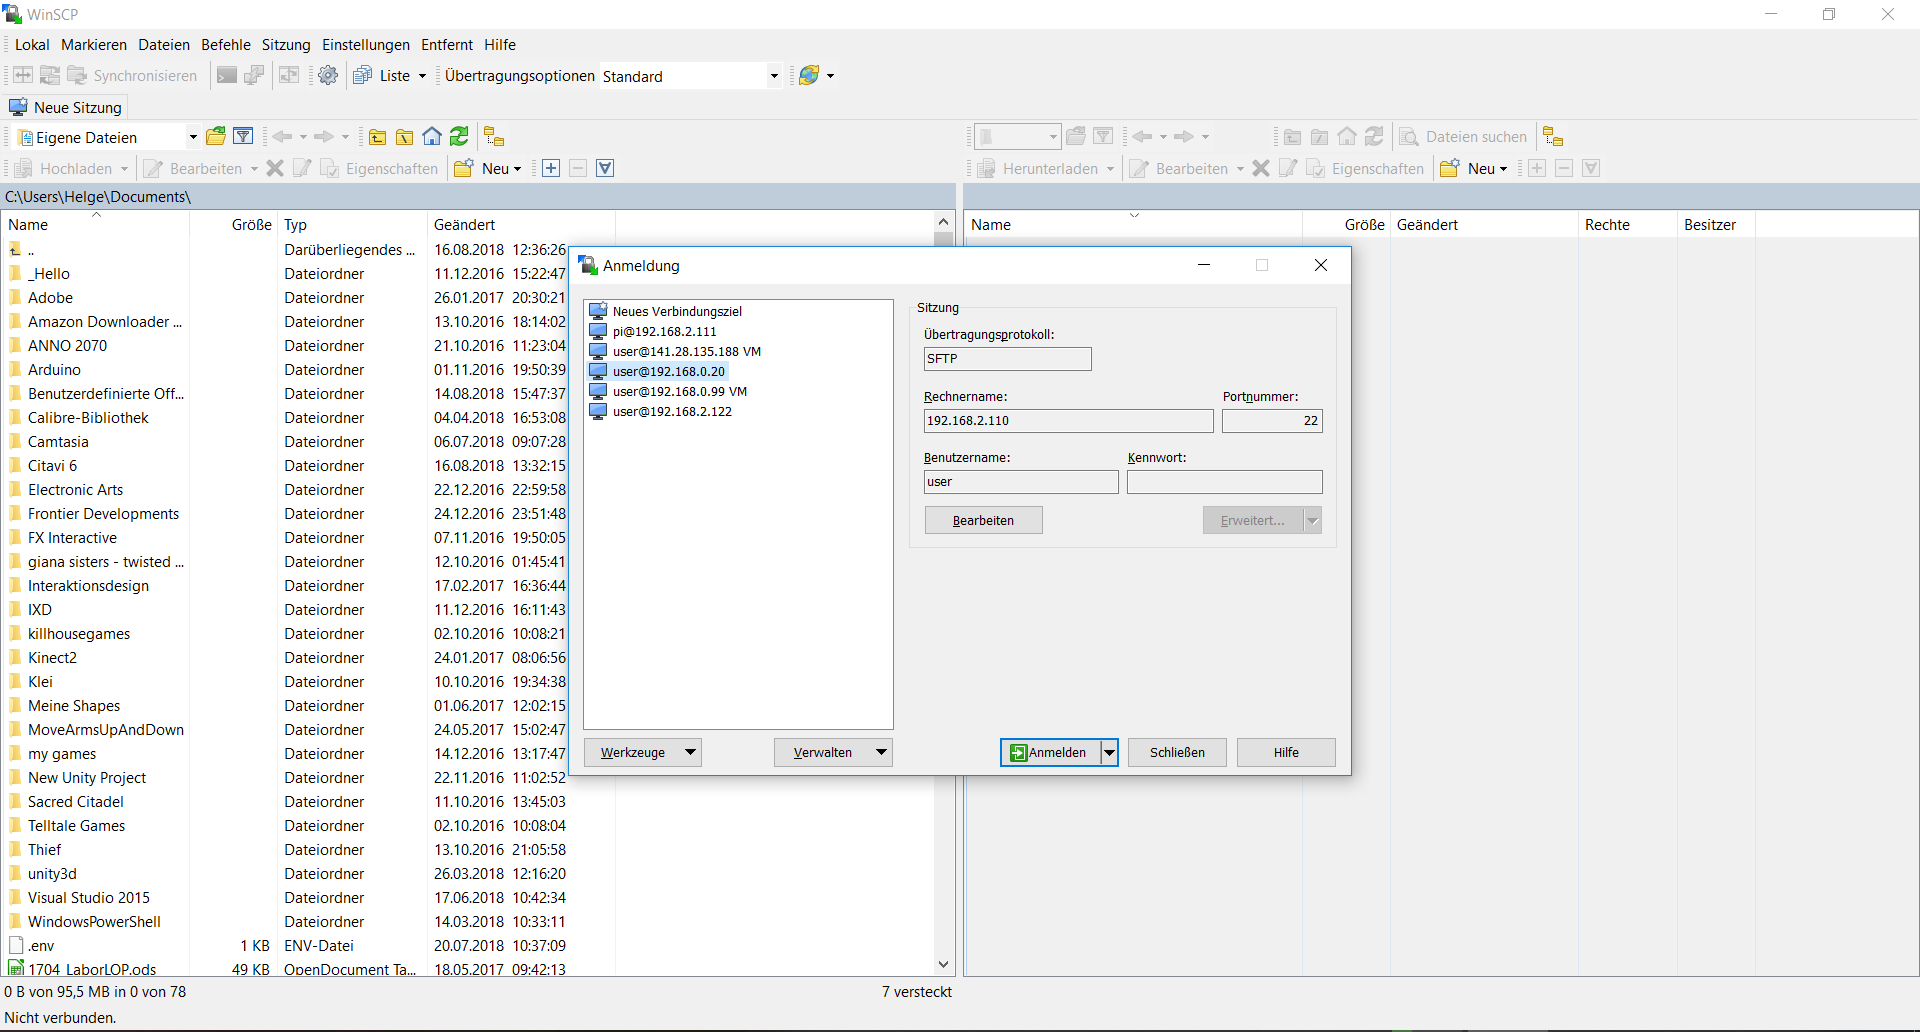 WinSCP
Lokal Markieren Dateien Befehle Sitzung Einstellungen Entfernt Hilfe
Synchronisieren Liste Übertragungsoptionen Standard
Neue Sitzung
Eigene Dateien Dateien suchen
Hochladen Bearbeiten Eigenschaften Neu Herunterladen Bearbeiten Eigenschaften Neu
C:\Users\Helge\Documents\
Name Größe Typ Geändert Name Größe Geändert Rechte Besitzer
.. Darüberliegendes ... 16.08.2018 12:36:26
_Hello Dateiordner 11.12.2016 15:22:47
Adobe Dateiordner 26.01.2017 20:30:21
Amazon Downloader ... Dateiordner 13.10.2016 18:14:02
ANNO 2070 Dateiordner 21.10.2016 11:23:04
Arduino Dateiordner 01.11.2016 19:50:39
Benutzerdefinierte Off... Dateiordner 14.08.2018 15:47:37
Calibre-Bibliothek Dateiordner 04.04.2018 16:53:08
Camtasia Dateiordner 06.07.2018 09:07:28
Citavi 6 Dateiordner 16.08.2018 13:32:15
Electronic Arts Dateiordner 22.12.2016 22:59:58
Frontier Developments Dateiordner 24.12.2016 23:51:48
FX Interactive Dateiordner 07.11.2016 19:50:05
giana sisters - twisted ... Dateiordner 12.10.2016 01:45:41
Interaktionsdesign Dateiordner 17.02.2017 16:36:44
IXD Dateiordner 11.12.2016 16:11:43
killhousegames Dateiordner 02.10.2016 10:08:21
Kinect2 Dateiordner 24.01.2017 08:06:56
Klei Dateiordner 10.10.2016 19:34:38
Meine Shapes Dateiordner 01.06.2017 12:02:15
MoveArmsUpAndDown Dateiordner 24.05.2017 15:02:47
my games Dateiordner 14.12.2016 13:17:47
New Unity Project Dateiordner 22.11.2016 11:02:52
Sacred Citadel Dateiordner 11.10.2016 13:45:03
Telltale Games Dateiordner 02.10.2016 10:08:04
Thief Dateiordner 13.10.2016 21:05:58
unity3d Dateiordner 26.03.2018 12:16:20
Visual Studio 2015 Dateiordner 17.06.2018 10:42:34
WindowsPowerShell Dateiordner 14.03.2018 10:33:11
.env 1 KB ENV-Datei 20.07.2018 10:37:09
1704_LaborLOP.ods 49 KB OpenDocument Ta... 18.05.2017 09:42:13
0 B von 95,5 MB in 0 von 78 7 versteckt
Nicht verbunden.
Anmeldung
Neues Verbindungsziel
pi@192.168.2.111
user@141.28.135.188 VM
user@192.168.0.20
user@192.168.0.99 VM
user@192.168.2.122
Sitzung
Übertragungsprotokoll:
SFTP
Rechnername: Portnummer:
192.168.2.110 22
Benutzername: Kennwort:
user
Bearbeiten Erweitert...
Werkzeuge Verwalten Anmelden Schließen Hilfe